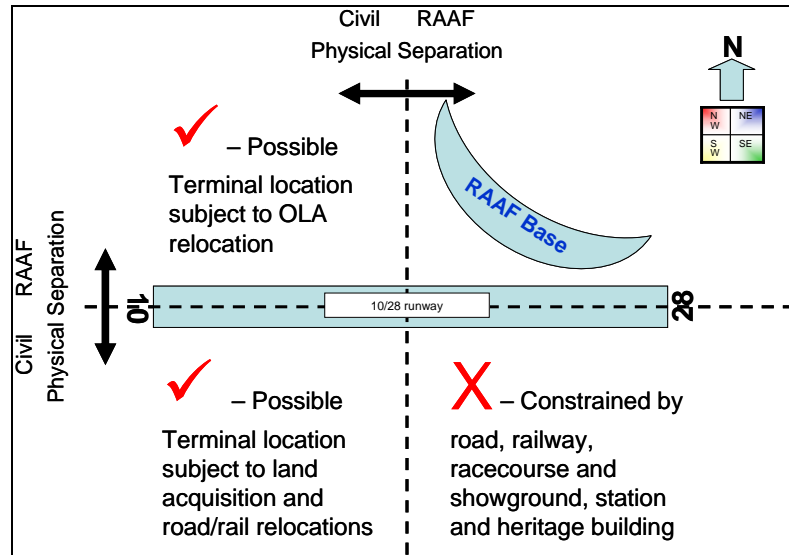 Civil RAAF
Physical Separation
N
N W
NE
S W
SE
– Possible
Terminal location
subject to OLA
relocation
RAAF Base
Civil RAAF
Physical Separation
10
10/28 runway
28
– Possible
Terminal location
subject to land
acquisition and
road/rail relocations
X – Constrained by
road, railway,
racecourse and
showground, station
and heritage building